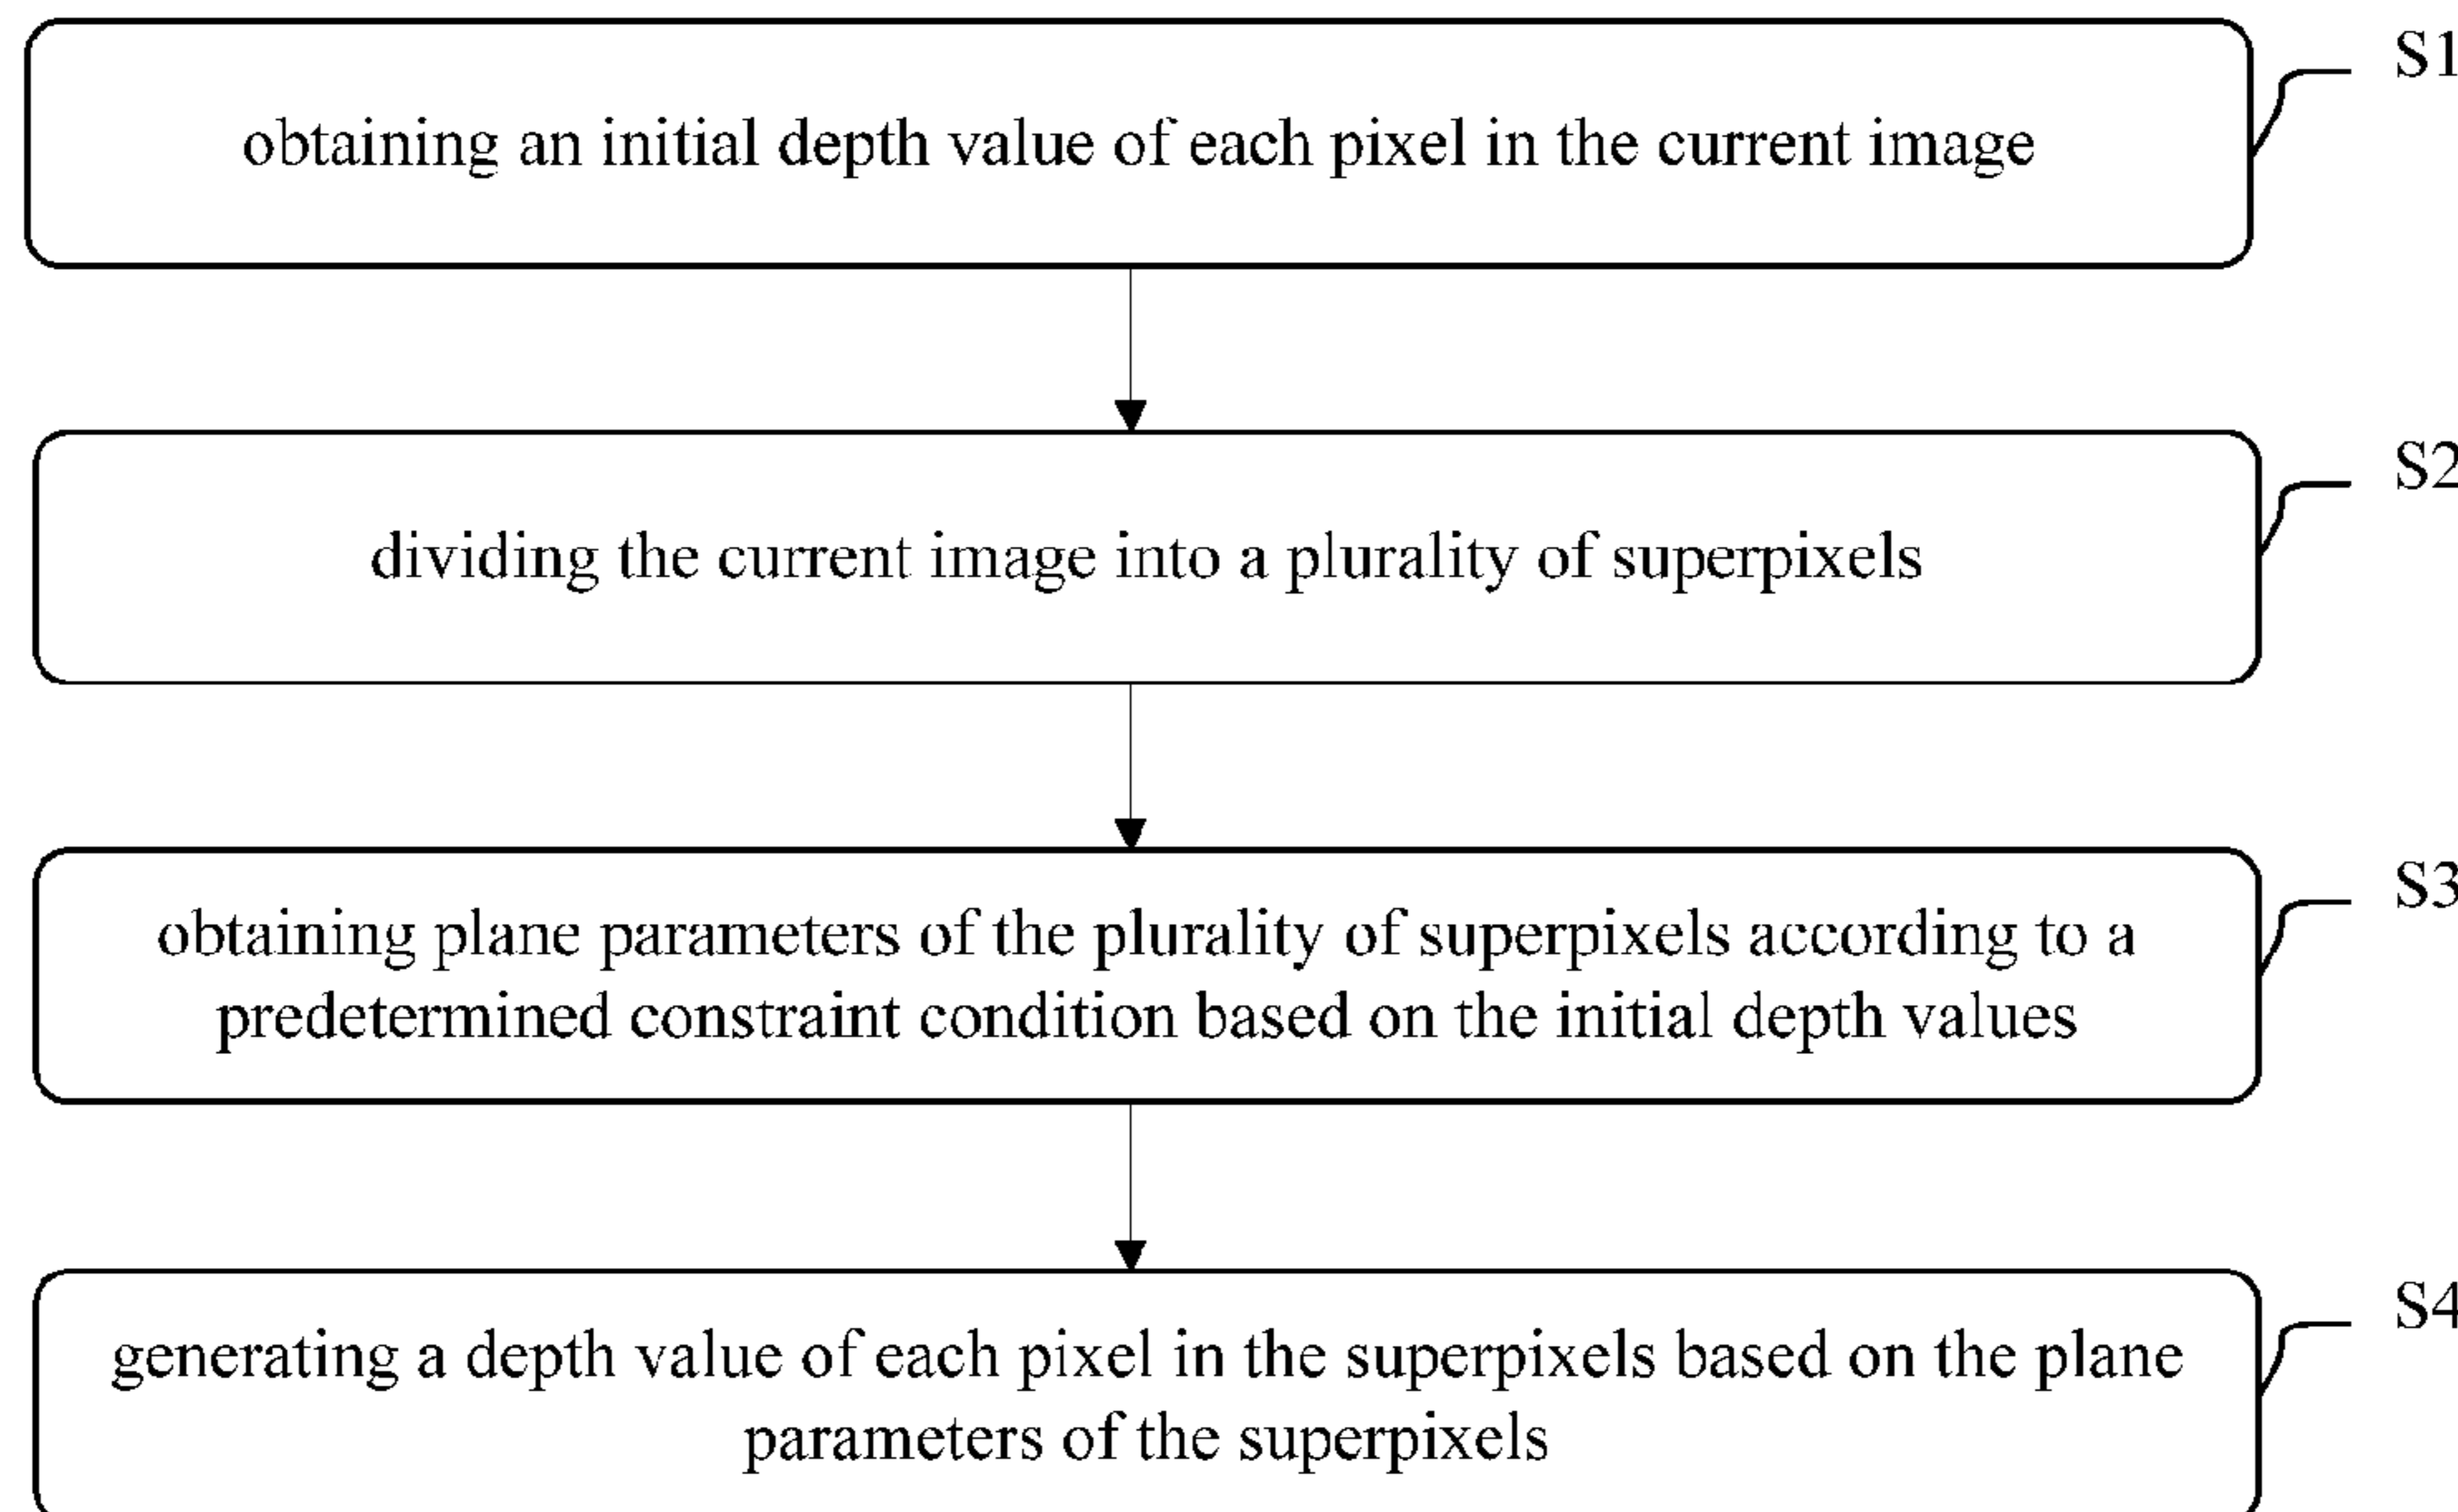 obtaining an initial depth value of each pixel in the current image
S1
dividing the current image into a plurality of superpixels
S2
obtaining plane parameters of the plurality of superpixels according to a
predetermined constraint condition based on the initial depth values
S3
generating a depth value of each pixel in the superpixels based on the plane
parameters of the superpixels
S4